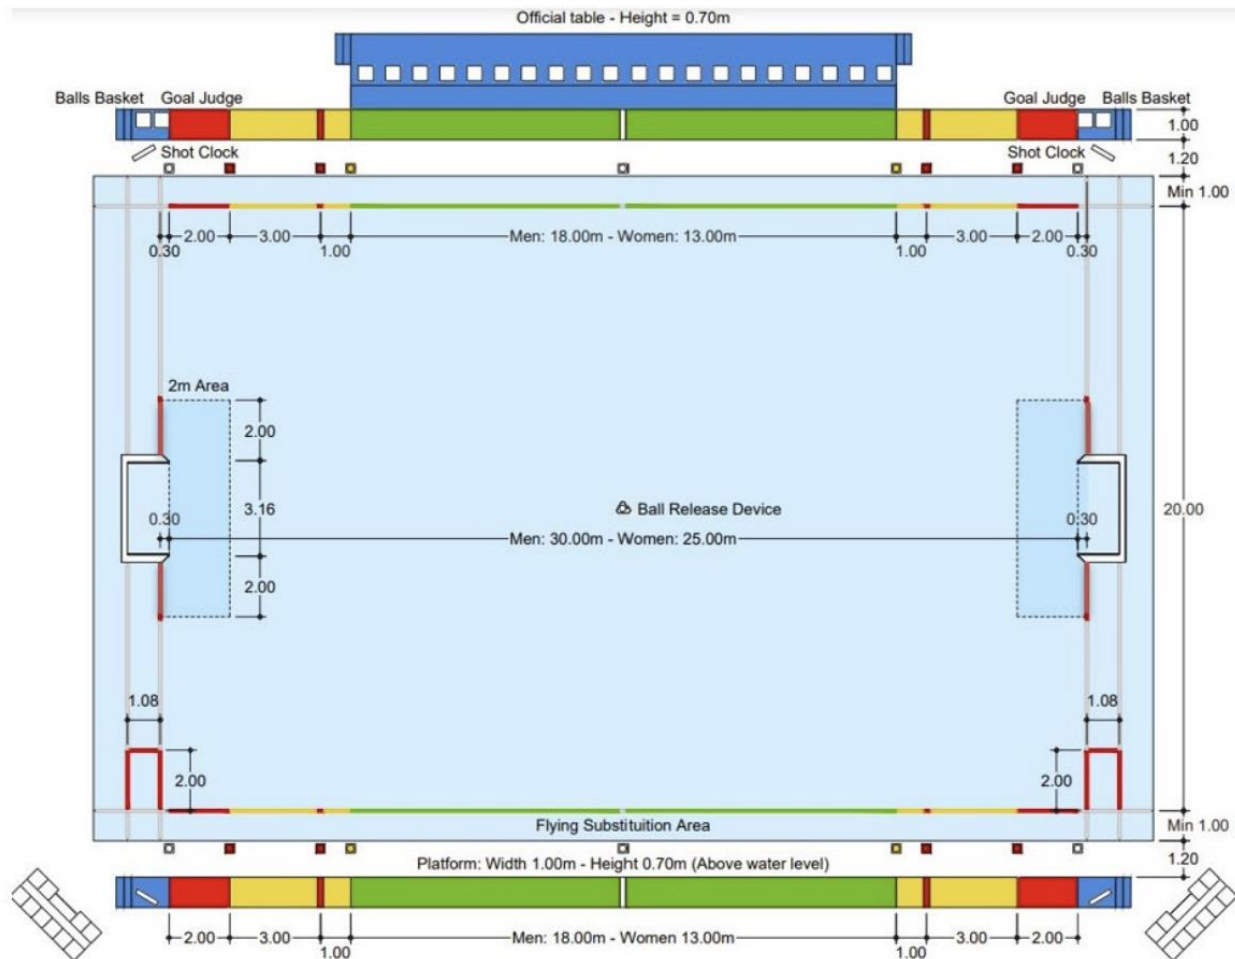 Official table - Height = 0.70m
Balls Basket Goal Judge Goal Judge Balls Basket
1.00
Shot Clock Shot Clock
1.20
Min 1.00
2.00 3.00 Men: 18.00m - Women: 13.00m 3.00 2.00
0.30 1.00 1.00 0.30
2m Area
2.00
3.16 Ball Release Device 20.00
0.30 0.30
Men: 30.00m - Women: 25.00m
2.00
1.08 1.08
2.00 2.00
Flying Substituition Area Min 1.00
Platform: Width 1.00m - Height 0.70m (Above water level) 1.20
2.00 3.00 Men: 18.00m - Women 13.00m 3.00 2.00
1.00 1.00